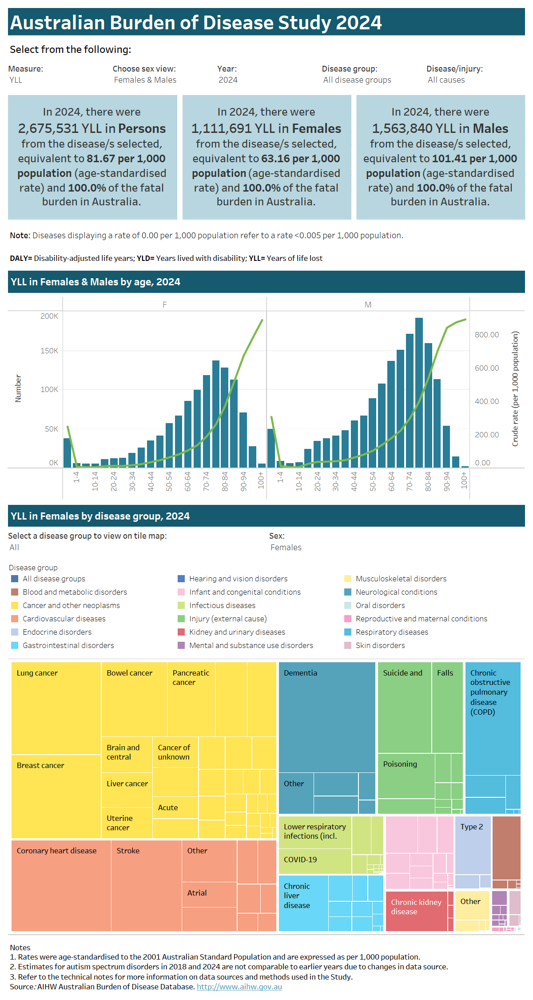 Australian Burden of Disease Study 2024
Select from the following:
Measure:
YLL
Choose sex view:
Females & Males
Year:
2024
Disease group:
All disease groups
Disease/injury:
All causes
In 2024, there were
2,675,531 YLL in Persons
from the disease/s selected,
equivalent to 81.67 per 1,000
population (age-standardised
rate) and 100.0% of the fatal
burden in Australia.
In 2024, there were
1,111,691 YLL in Females
from the disease/s selected,
equivalent to 63.16 per 1,000
population (age-standardised
rate) and 100.0% of the fatal
burden in Australia.
In 2024, there were
1,563,840 YLL in Males
from the disease/s selected,
equivalent to 101.41 per 1,000
population (age-standardised
rate) and 100.0% of the fatal
burden in Australia.
Note: Diseases displaying a rate of 0.00 per 1,000 population refer to a rate <0.005 per 1,000 population.
DALY= Disability-adjusted life years; YLD= Years lived with disability; YLL= Years of life lost
YLL in Females & Males by age, 2024
F
M
Number
200K
150K
100K
50K
0K
800.00
600.00
400.00
200.00
0.00
Crude rate (per 1,000 population)
1-4
10-14
20-24
30-34
40-44
50-54
60-64
70-74
80-84
90-94
100+
1-4
10-14
20-24
30-34
40-44
50-54
60-64
70-74
80-84
90-94
100+
YLL in Females by disease group, 2024
Select a disease group to view on tile map:
All
Sex:
Females
Disease group
All disease groups
Blood and metabolic disorders
Cancer and other neoplasms
Cardiovascular diseases
Endocrine disorders
Gastrointestinal disorders
Hearing and vision disorders
Infant and congenital conditions
Infectious diseases
Injury (external cause)
Kidney and urinary diseases
Mental and substance use disorders
Musculoskeletal disorders
Neurological conditions
Oral disorders
Reproductive and maternal conditions
Respiratory diseases
Skin disorders
Lung cancer
Breast cancer
Bowel cancer
Pancreatic
cancer
Brain and
central
Liver cancer
Uterine
cancer
Cancer of
unknown
Acute
Coronary heart disease
Stroke
Other
Atrial
Dementia
Other
Suicide and
Falls
Poisoning
Chronic
obstructive
pulmonary
disease
(COPD)
Lower respiratory
infections (incl.
COVID-19
Chronic
liver
disease
Type 2
Chronic kidney
disease
Other
Notes
1. Rates were age-standardised to the 2001 Australian Standard Population and are expressed as per 1,000 population.
2. Estimates for autism spectrum disorders in 2018 and 2024 are not comparable to earlier years due to changes in data source.
3. Refer to the technical notes for more information on data sources and methods used in the Study.
Source: AIHW Australian Burden of Disease Database. http://www.aihw.gov.au